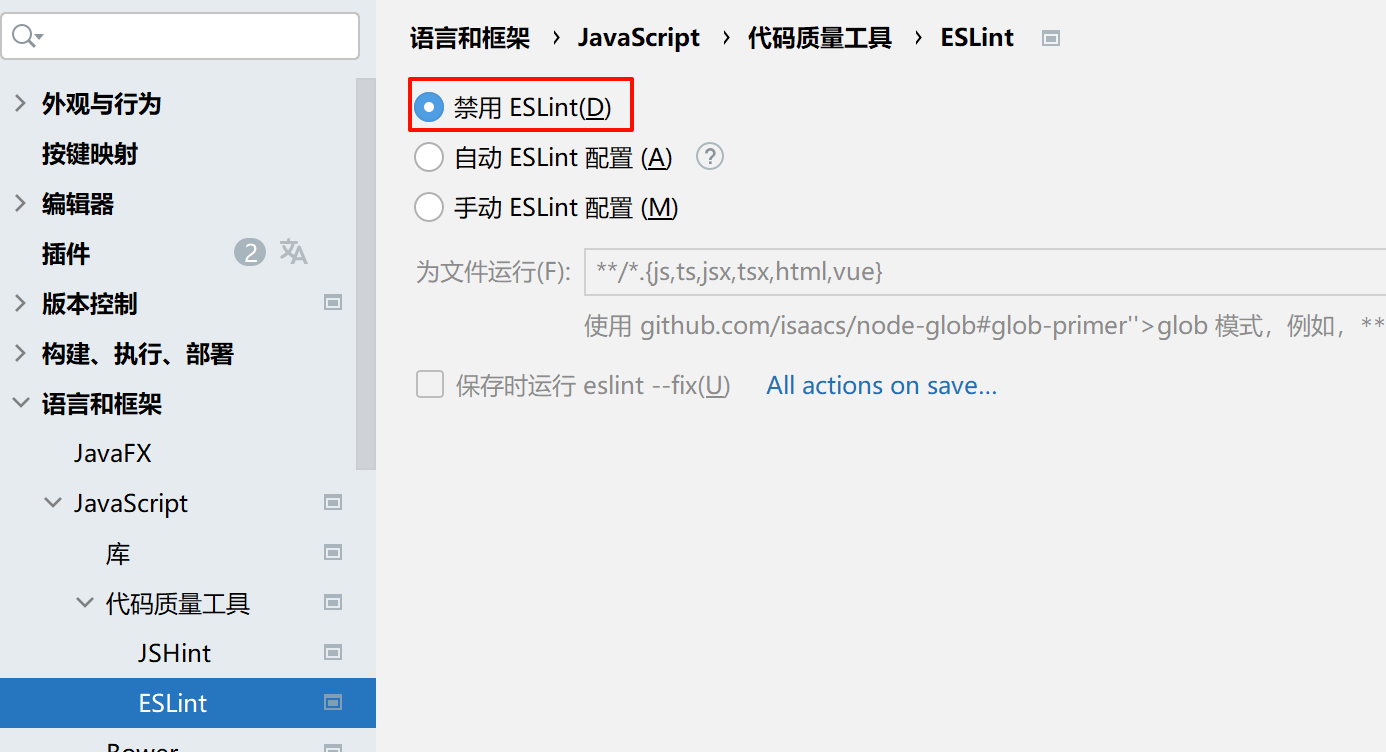 外观与行为
按键映射
编辑器
插件 2
版本控制
构建、执行、部署
语言和框架
JavaFX
JavaScript
库
代码质量工具
JSHint
ESLint
Bower
语言和框架 › JavaScript › 代码质量工具 › ESLint
禁用 ESLint(D)
自动 ESLint 配置 (A) ?
手动 ESLint 配置 (M)
为文件运行(F): **/*.{js,ts,jsx,tsx,html,vue}
使用 github.com/isaacs/node-glob#glob-primer''>glob 模式，例如，**
保存时运行 eslint --fix(U) All actions on save...